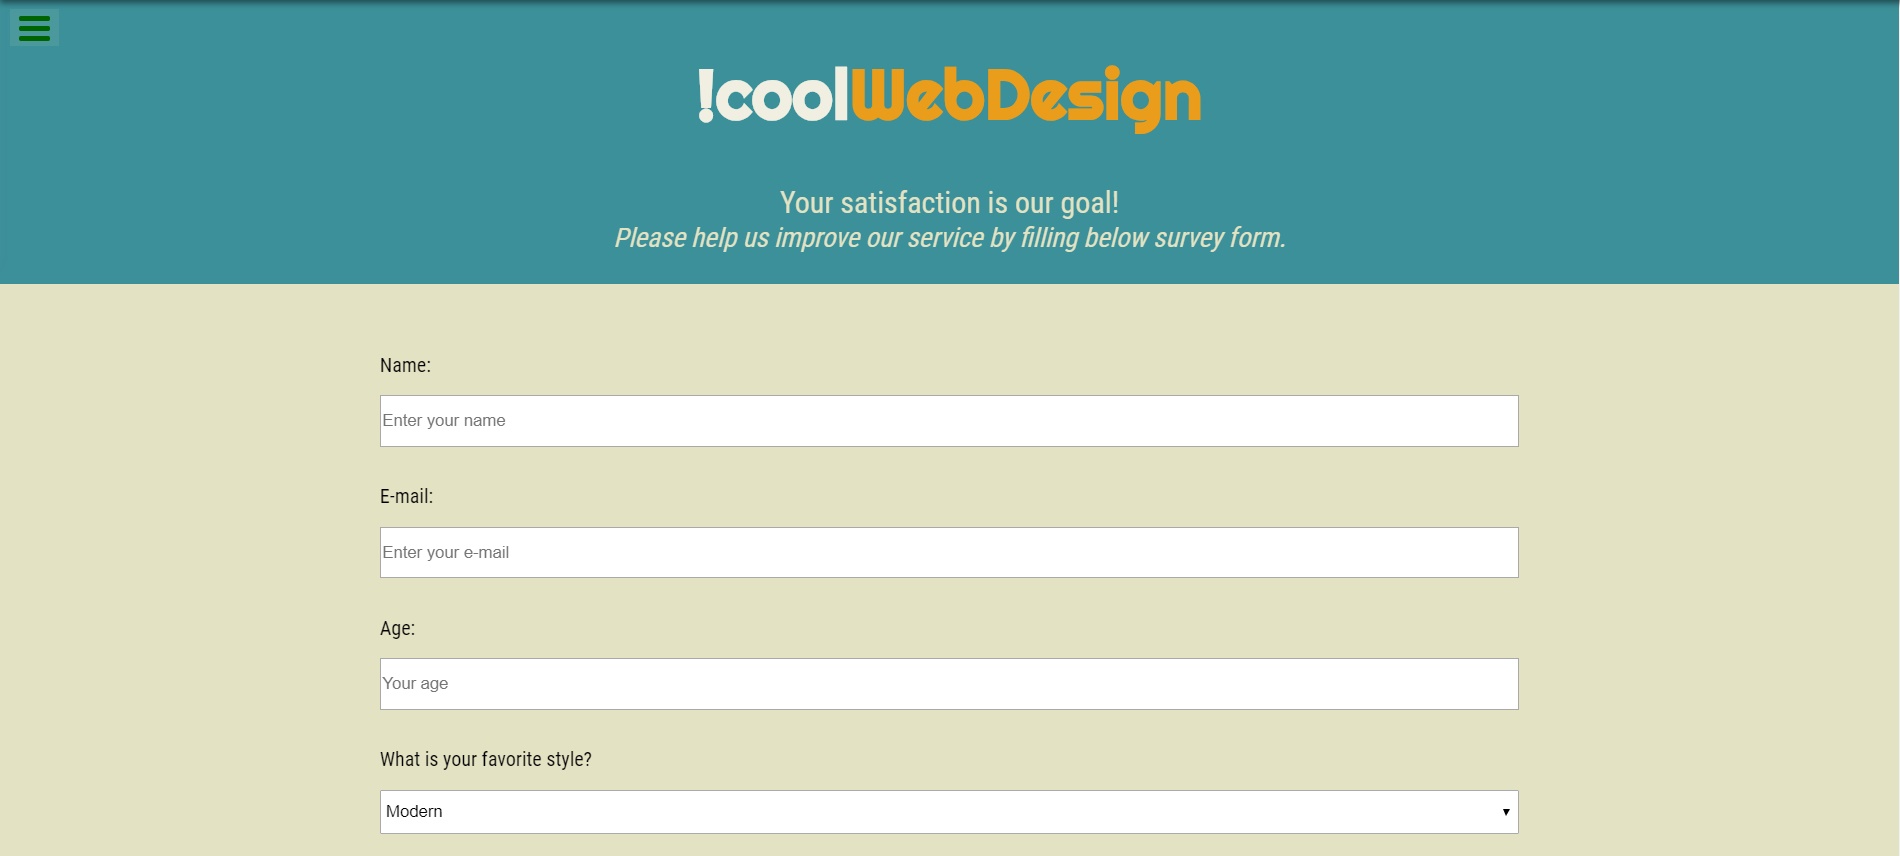 !coolWebDesign
Your satisfaction is our goal!
Please help us improve our service by filling below survey form.
Name:
Enter your name
E-mail:
Enter your e-mail
Age:
Your age
What is your favorite style?
Modern